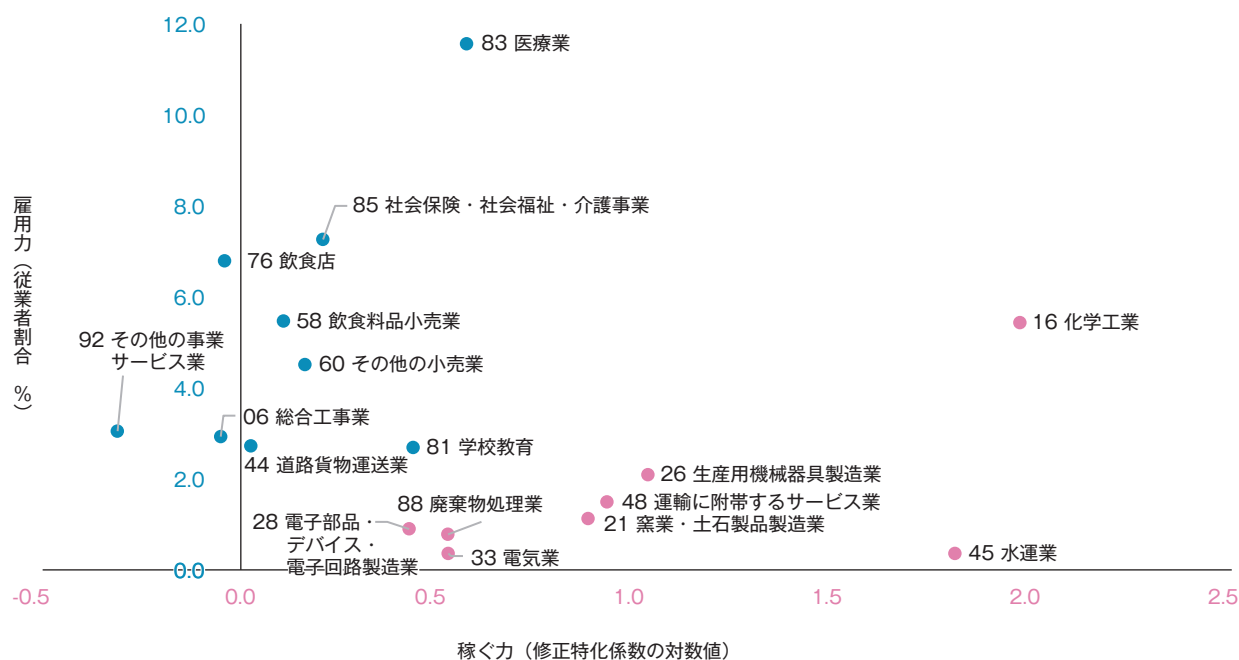 12.0
83 医療業
10.0
85 社会保険・社会福祉・介護事業
8.0
雇用力（従業者割合　%）
76 飲食店
6.0
58 飲食料品小売業
16 化学工業
92 その他の事業
サービス業
60 その他の小売業
4.0
06 総合工事業
81 学校教育
44 道路貨物運送業
2.0
26 生産用機械器具製造業
48 運輸に附帯するサービス業
88 廃棄物処理業
28 電子部品・
デバイス・
電子回路製造業
21 窯業・土石製品製造業
33 電気業
45 水運業
0.0
-0.5
0.0
0.5
1.0
1.5
2.0
2.5
稼ぐ力（修正特化係数の対数値）